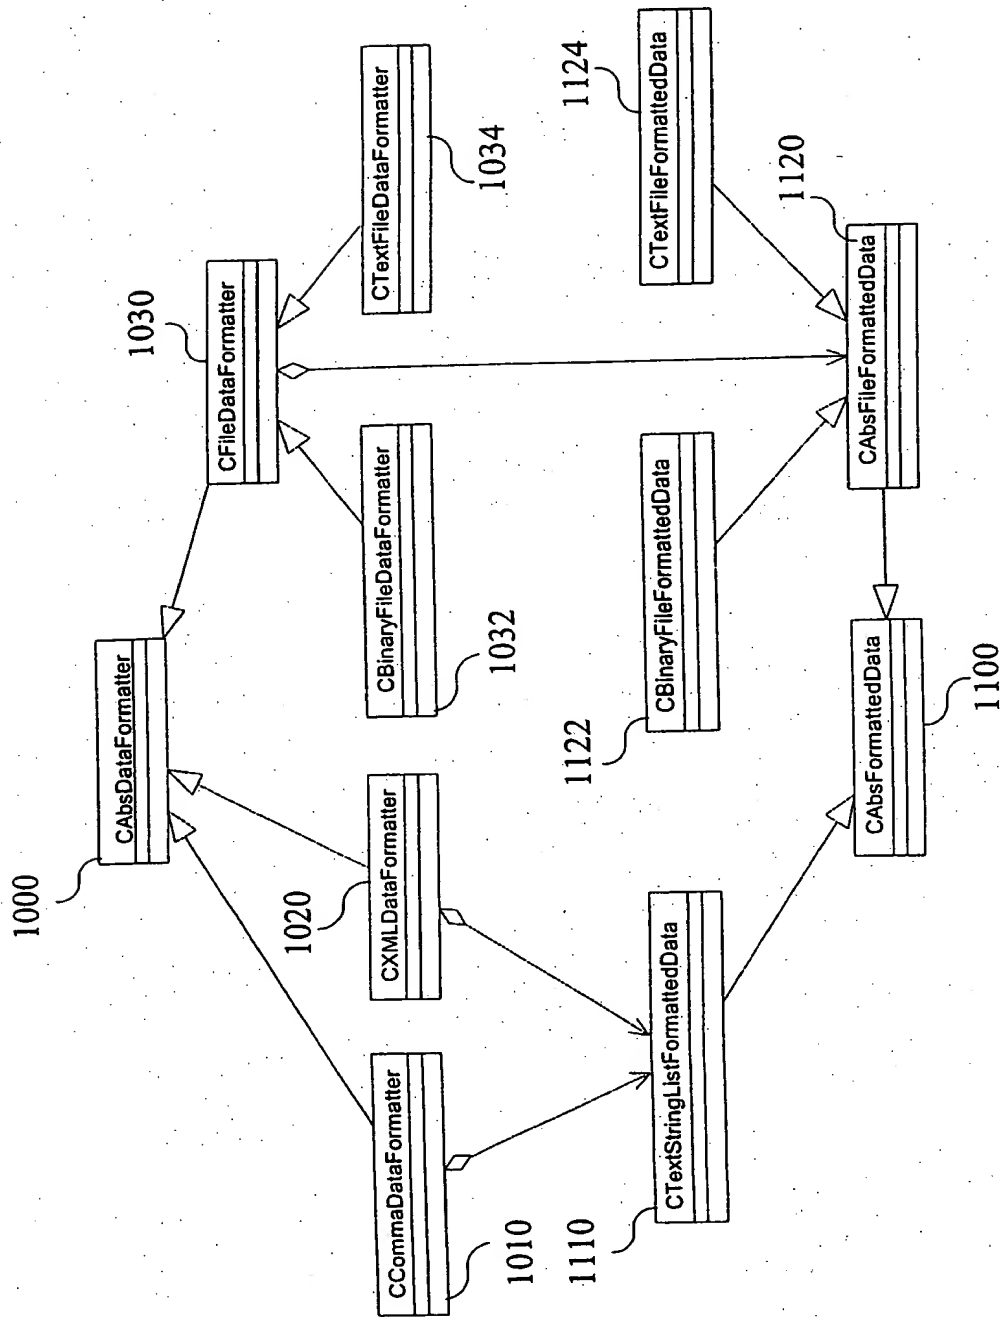 1000
CAbsDataFormatter
1030
CFileDataFormatter
CCommaDataFormatter
1010
1020
CXMLDataFormatter
CBinaryFileDataFormatter
1032
CTextFileDataFormatter
1034
1110
CTextStringListFormattedData
1122
CBinaryFileFormattedData
CTextFileFormattedData
1124
CAbsFormattedData
1100
CAbsFileFormattedData
1120